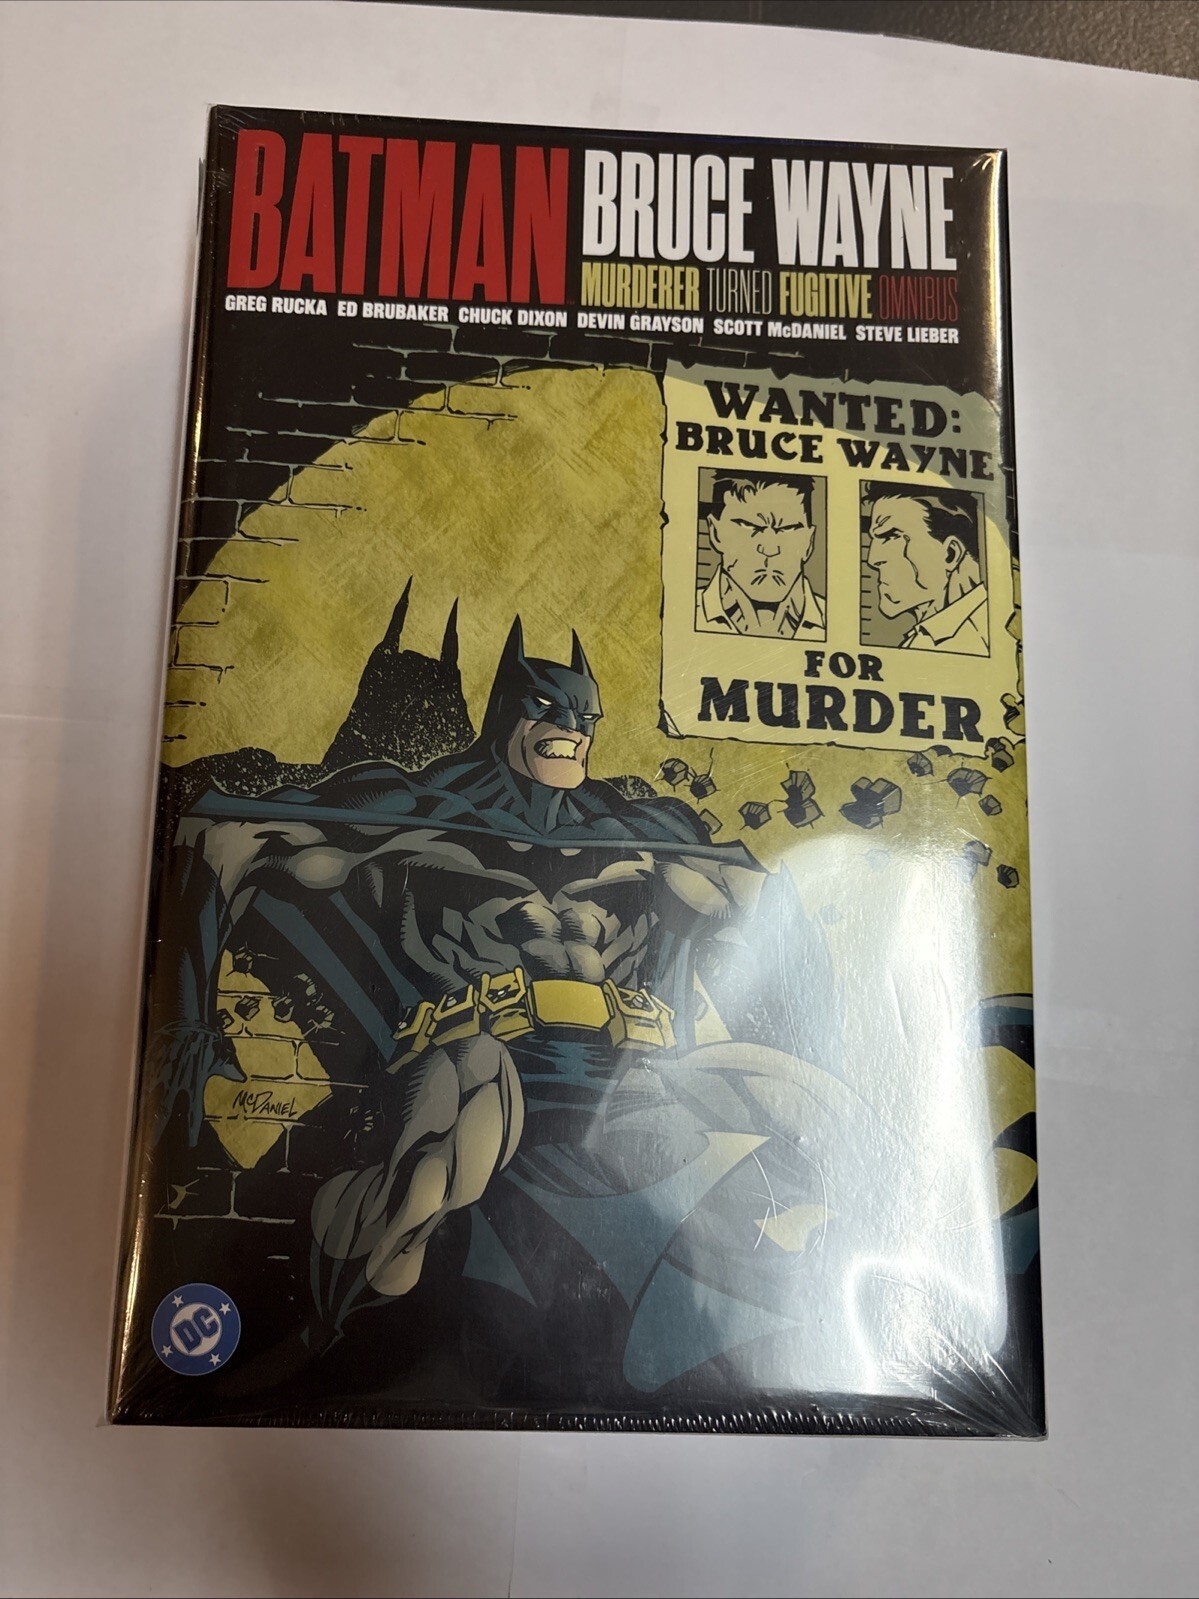 BATMAN BRUCE WAYNE
MURDERER TURNED FUGITIVE OMNIBUS
GREG RUCKA ED BRUBAKER CHUCK DIXON DEVIN GRAYSON SCOTT McDANIEL STEVE LIEBER
WANTED:
BRUCE WAYNE
FOR
MURDER
McDANIEL
DC